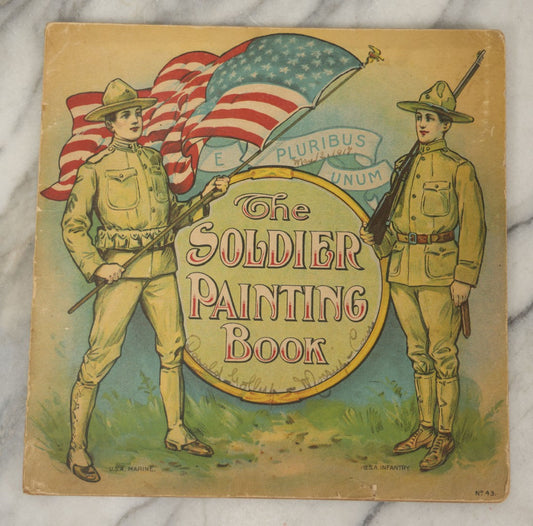 E PLURIBUS
UNUM
The
SOLDIER
PAINTING
BOOK
U.S.A. MARINE.
U.S.A. INFANTRY.
No 43.